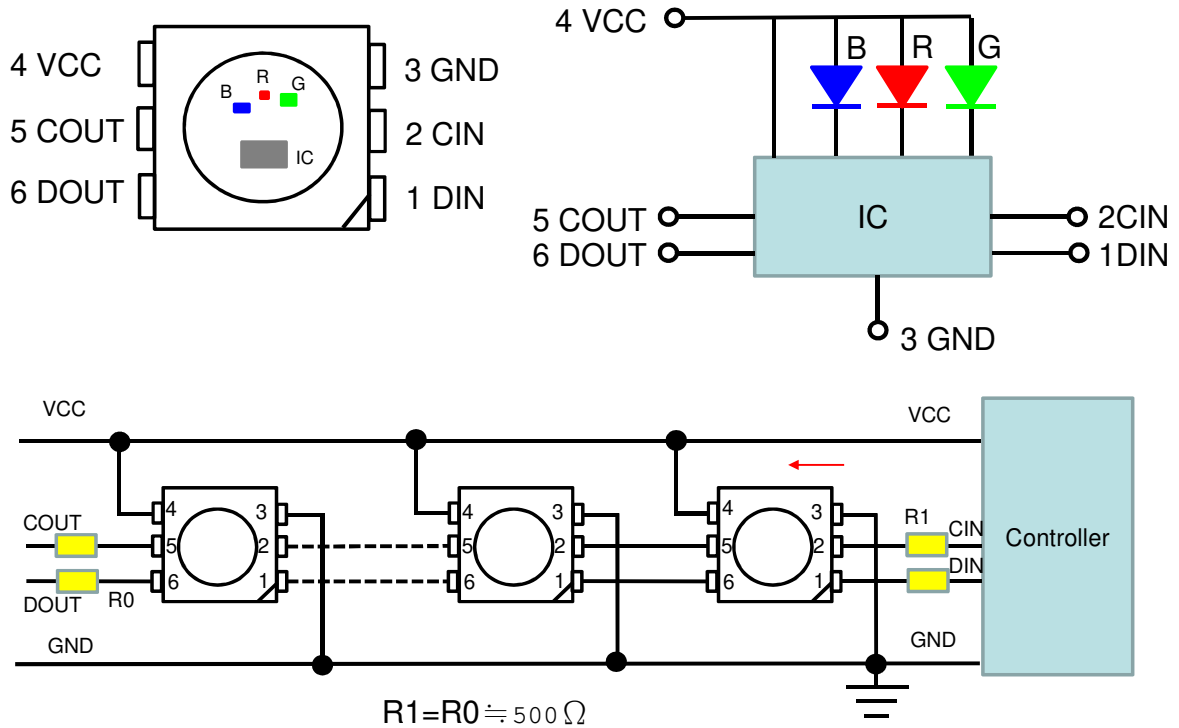 4 VCC
5 COUT
6 DOUT
B
R
G
IC
3 GND
2 CIN
1 DIN
4 VCC
B
R
G
IC
5 COUT
6 DOUT
2CIN
1DIN
3 GND
VCC
VCC
COUT
DOUT
R0
4
5
6
3
2
1
4
5
6
3
2
1
4
5
6
3
2
1
R1
CIN
DIN
Controller
GND
GND
R1=R0≒500Ω